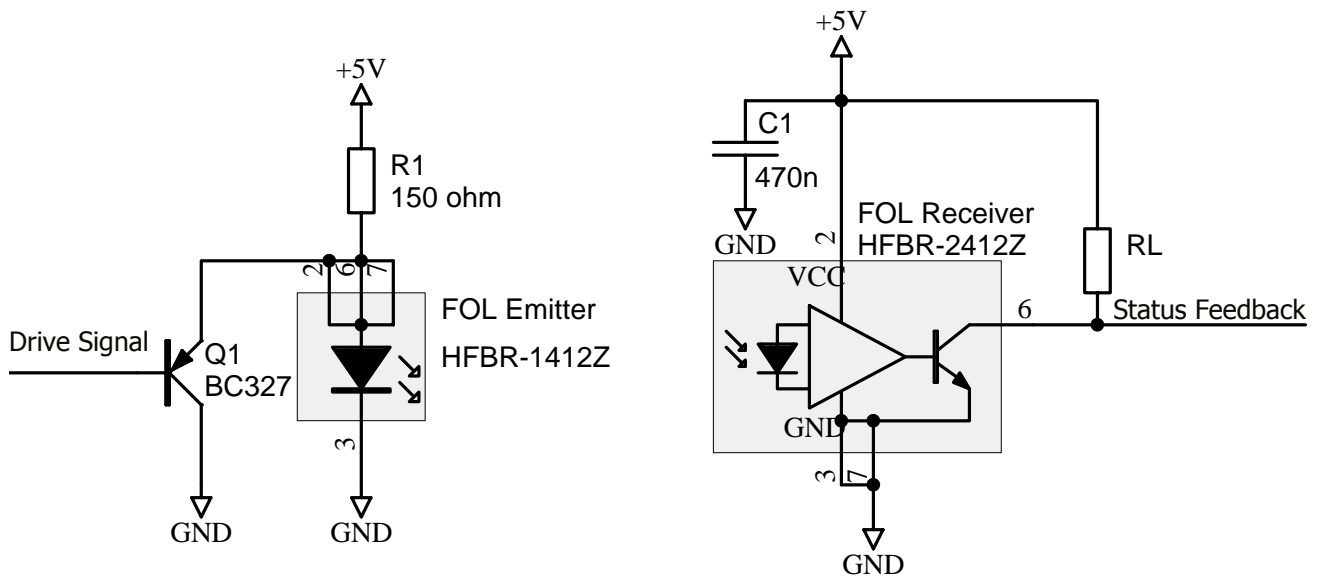 +5V
R1
150 ohm
2
6
7
FOL Emitter
HFBR-1412Z
Drive Signal
Q1
BC327
3
GND
GND
+5V
C1
470n
GND
2
FOL Receiver
HFBR-2412Z
VCC
RL
6
Status Feedback
GND
3
7
GND